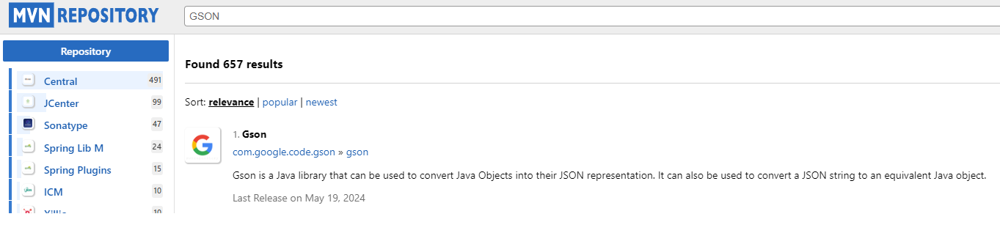 MVN REPOSITORY
GSON
Repository
Central 491
JCenter 99
Sonatype 47
Spring Lib M 24
Spring Plugins 15
ICM 10
10
Found 657 results
Sort: relevance | popular | newest
1. Gson
com.google.code.gson » gson
Gson is a Java library that can be used to convert Java Objects into their JSON representation. It can also be used to convert a JSON string to an equivalent Java object.
Last Release on May 19, 2024